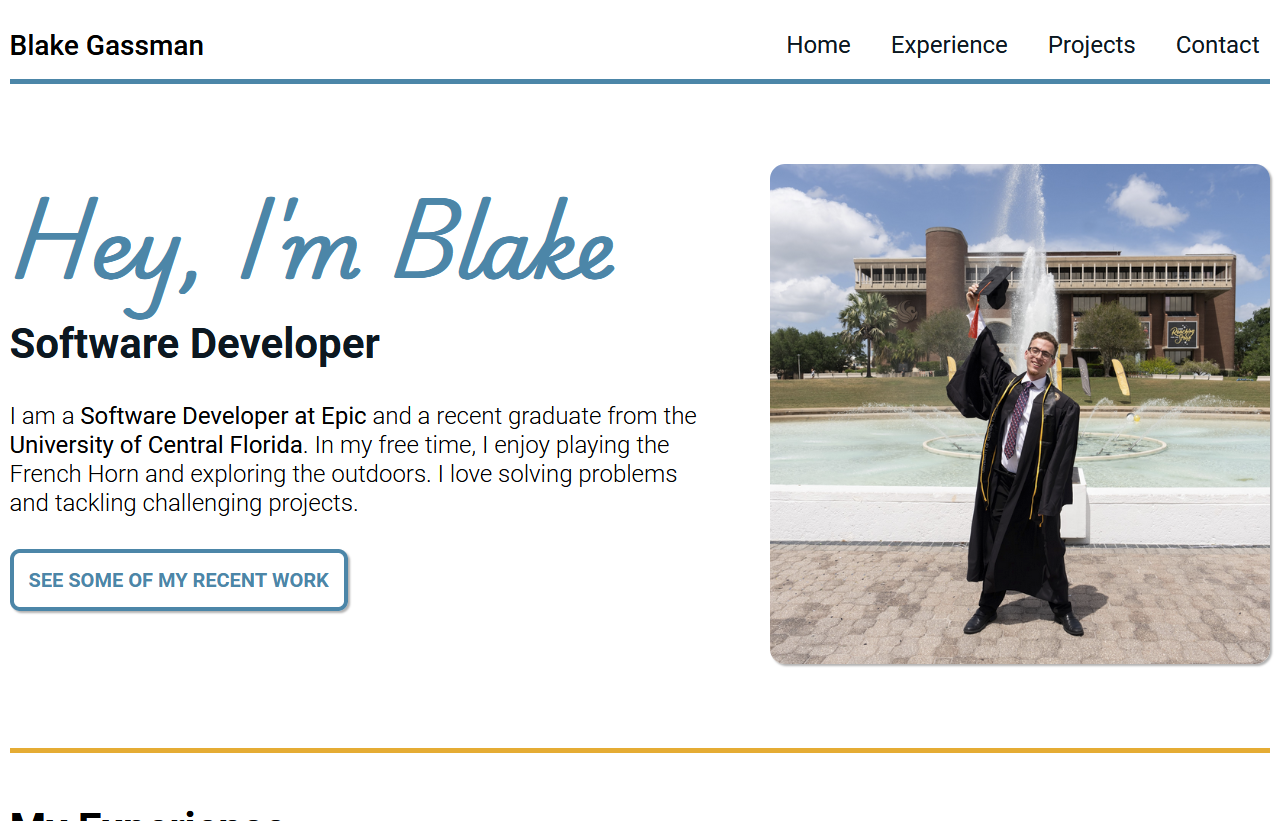 Blake Gassman
Home Experience Projects Contact
Hey, I'm Blake
Software Developer
I am a Software Developer at Epic and a recent graduate from the
University of Central Florida. In my free time, I enjoy playing the
French Horn and exploring the outdoors. I love solving problems
and tackling challenging projects.
SEE SOME OF MY RECENT WORK
My Experience